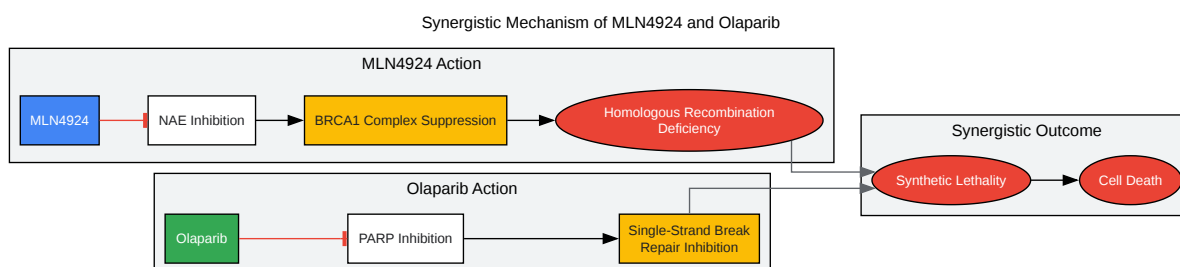 Synergistic Mechanism of MLN4924 and Olaparib
MLN4924 Action
MLN4924
NAE Inhibition
BRCA1 Complex Suppression
Homologous Recombination
Deficiency
Synergistic Outcome
Synthetic Lethality
Cell Death
Olaparib Action
Olaparib
PARP Inhibition
Single-Strand Break
Repair Inhibition